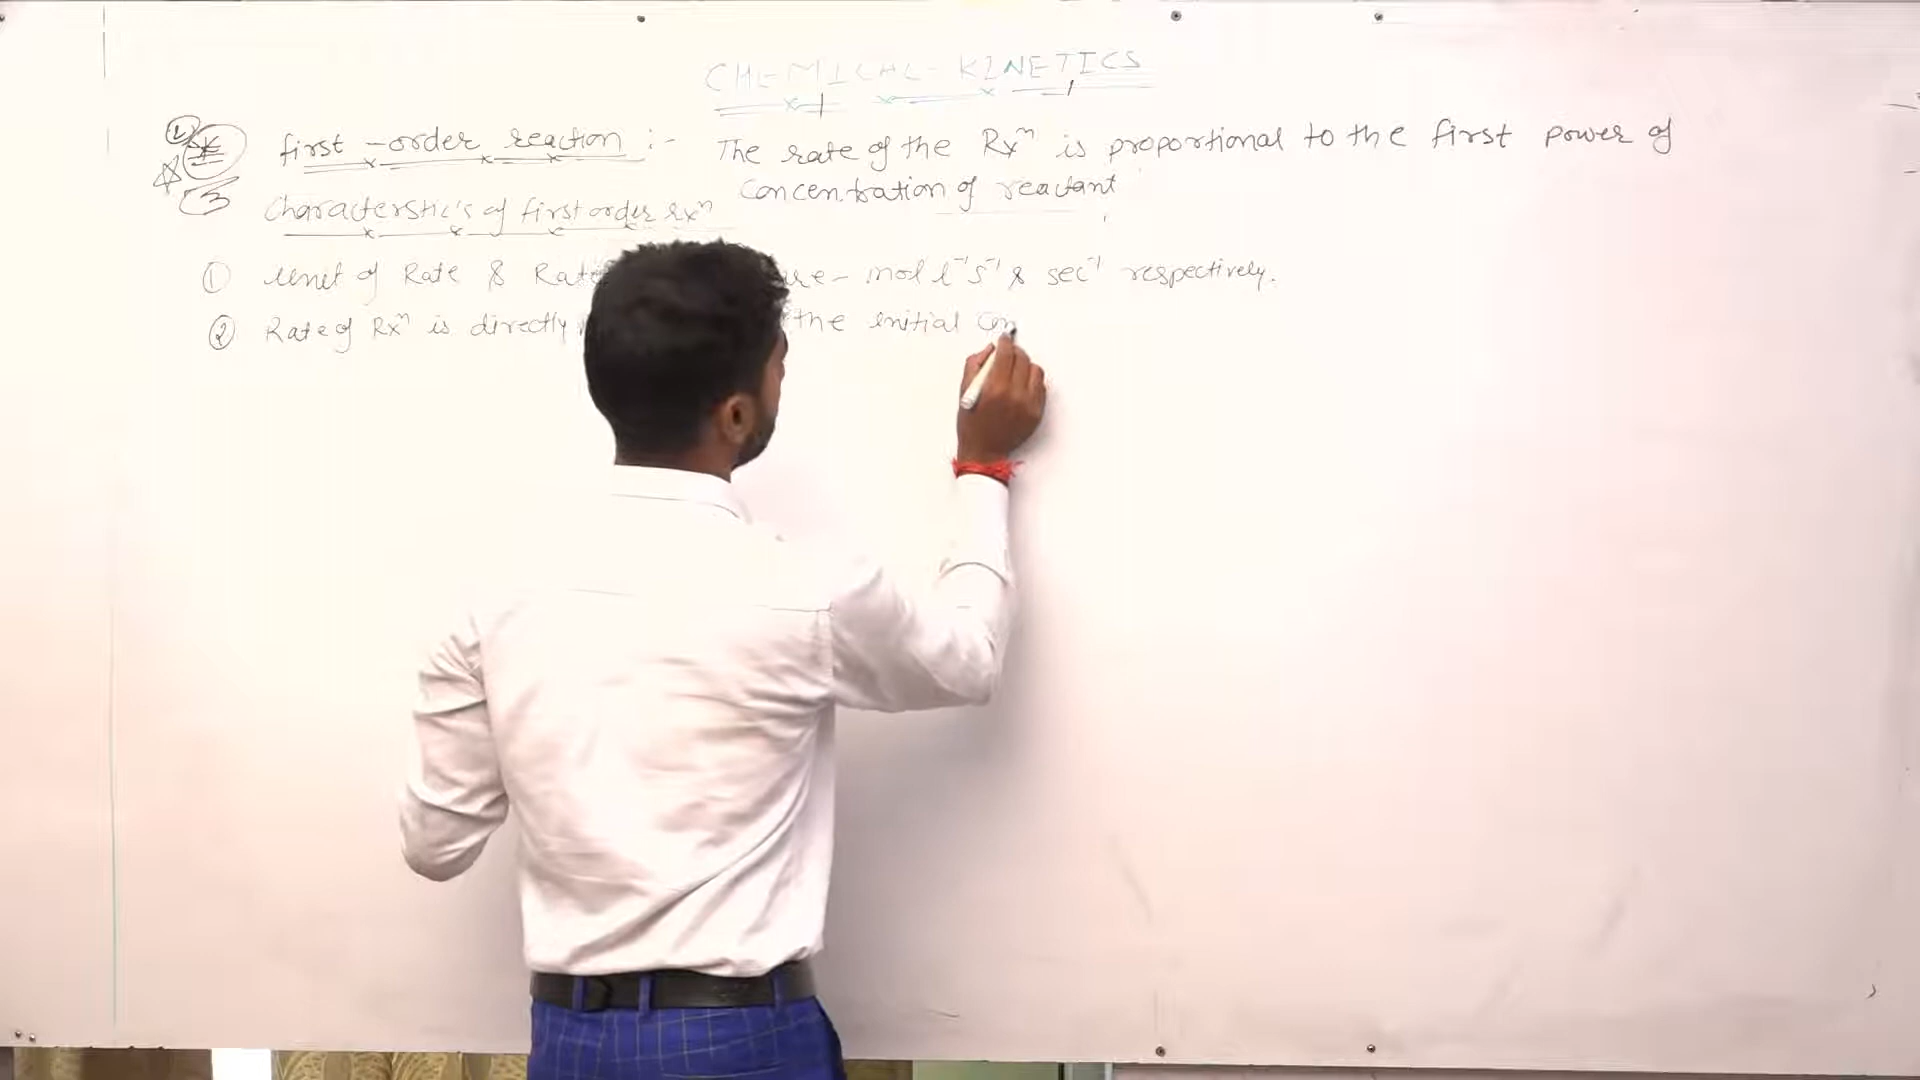 CHEMICAL-KINETICS
① first-order reaction :- The rate of the Rxⁿ is proportional to the first power of
concentration of reactant
Characterstic's of first order rxⁿ
① Unit of Rate & Rate are - mol l⁻¹ s⁻¹ & sec⁻¹ respectively.
② Rate of Rxⁿ is directly the initial con